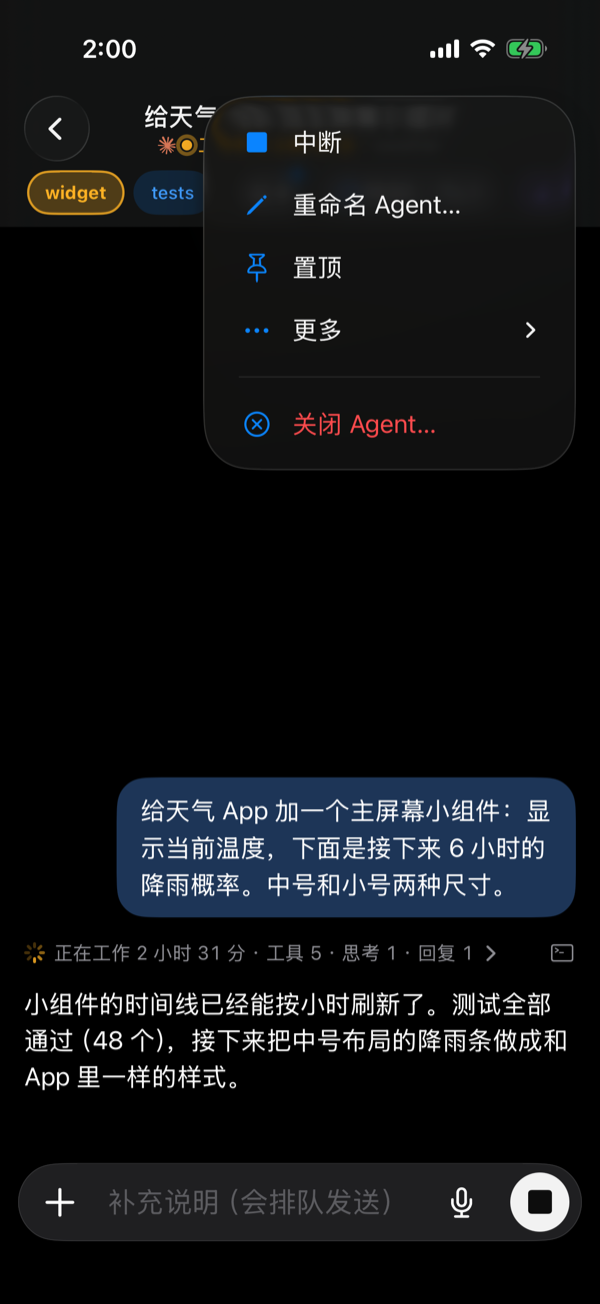 2:00
给天气
widget
tests
中断
重命名 Agent...
置顶
更多
关闭 Agent...
给天气 App 加一个主屏幕小组件：显
示当前温度，下面是接下来 6 小时的
降雨概率。中号和小号两种尺寸。
正在工作 2 小时 31 分 · 工具 5 · 思考 1 · 回复 1
小组件的时间线已经能按小时刷新了。测试全部
通过（48 个），接下来把中号布局的降雨条做成和
App 里一样的样式。
补充说明（会排队发送）